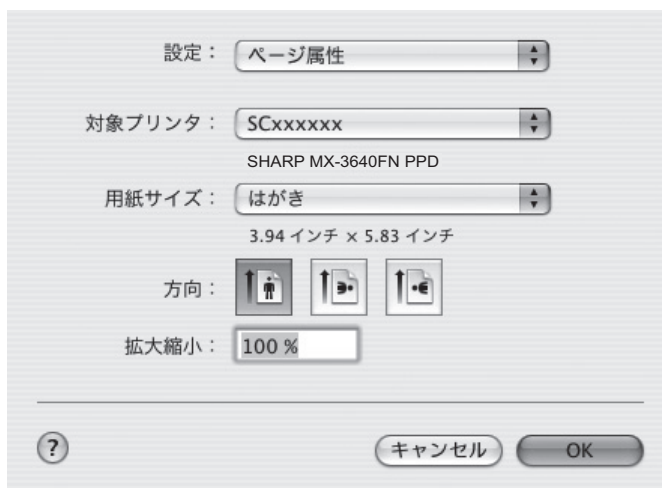 設定： ページ属性
対象プリンタ： SCxxxxxx
SHARP MX-3640FN PPD
用紙サイズ： はがき
3.94 インチ × 5.83 インチ
方向：
拡大縮小： 100 %
? キャンセル OK